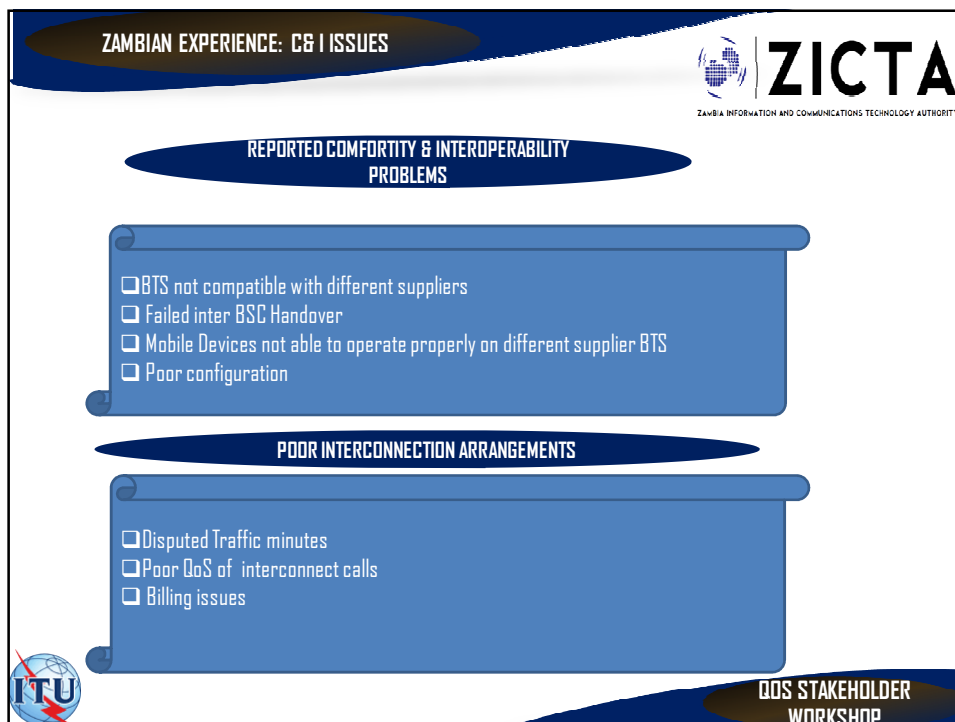 ZAMBIAN EXPERIENCE: C& I ISSUES
ZICTA
ZAMBIA INFORMATION AND COMMUNICATIONS TECHNOLOGY AUTHORITY
REPORTED COMFORTITY & INTEROPERABILITY
PROBLEMS
❑BTS not compatible with different suppliers
❑ Failed inter BSC Handover
❑ Mobile Devices not able to operate properly on different supplier BTS
❑ Poor configuration
POOR INTERCONNECTION ARRANGEMENTS
❑Disputed Traffic minutes
❑Poor QoS of interconnect calls
❑ Billing issues
ITU
QOS STAKEHOLDER
WORKSHOP